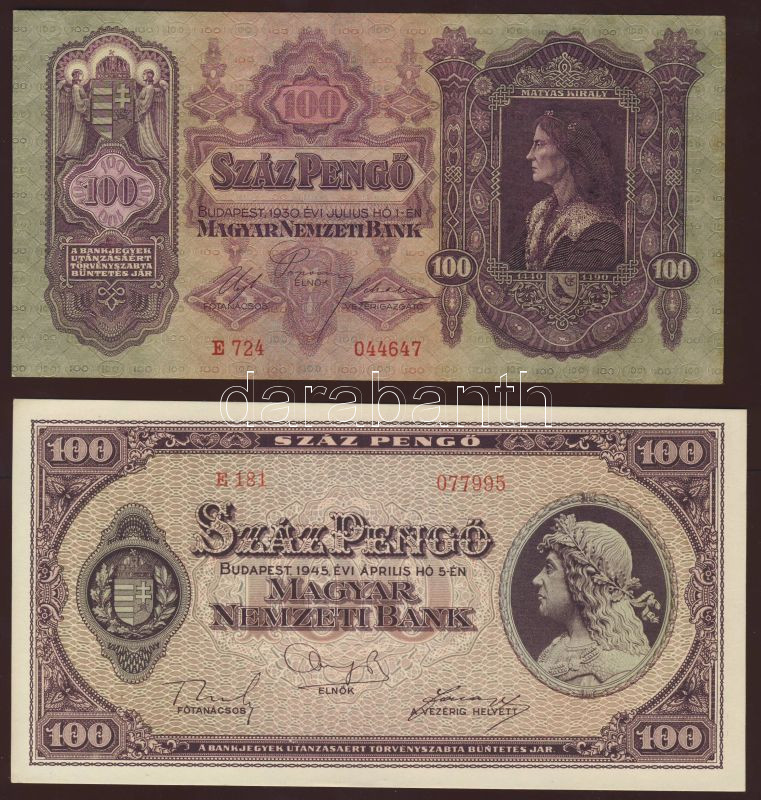 100
MÁTYÁS KIRÁLY
SZÁZ PENGŐ
100
BUDAPEST, 1930. ÉVI JULIUS HÓ 1-ÉN
MAGYAR NEMZETI BANK
A BANKJEGYEK
UTÁNZÁSÁÉRT
TÖRVÉNYSZABTA
BÜNTETÉS JÁR
100
1440 1490
100
FŐTANÁCSOS
ELNÖK
VEZÉRIGAZGATÓ
E 724
044647
darabanth
100
SZÁZ PENGŐ
100
E 181
077995
SZÁZ PENGŐ
BUDAPEST 1945. ÉVI ÁPRILIS HÓ 5-ÉN
MAGYAR
NEMZETI BANK
FŐTANÁCSOS
ELNÖK
A VEZÉRIG. HELYETT
100
A BANKJEGYEK UTÁNZÁSÁÉRT TÖRVÉNYSZABTA BÜNTETÉS JÁR.
100